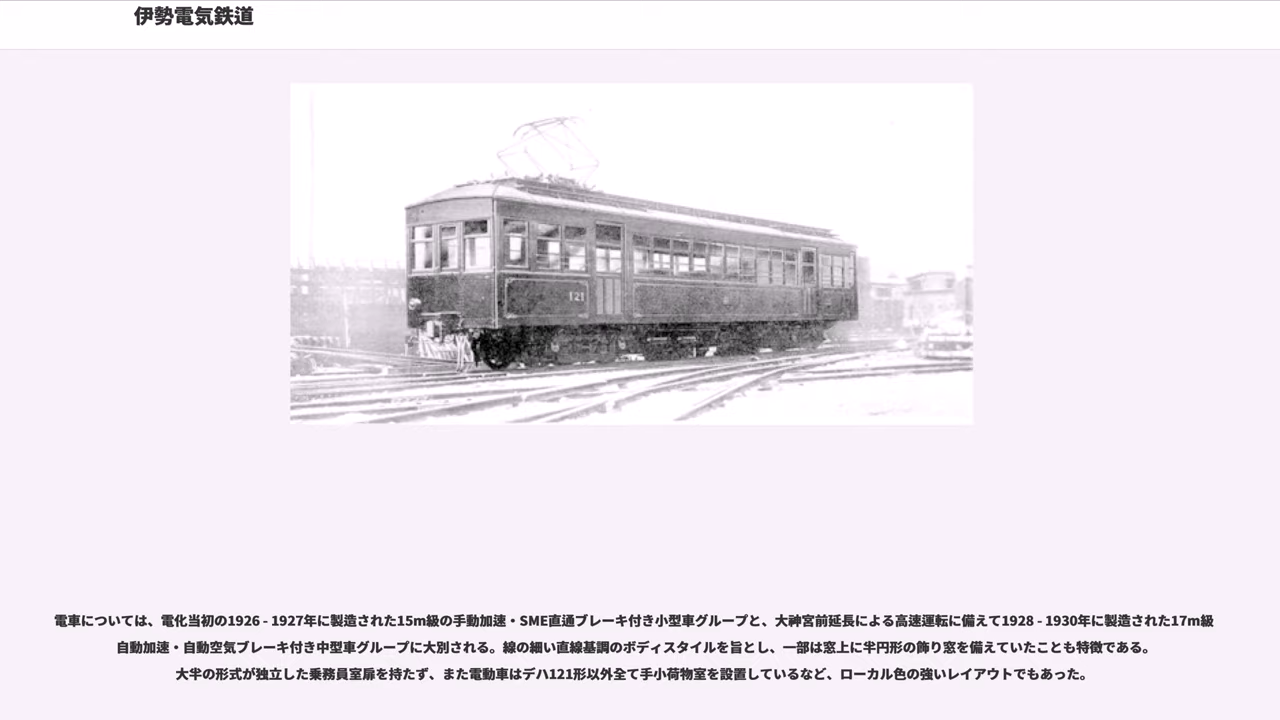 伊勢電気鉄道
121
電車については、電化当初の1926 - 1927年に製造された15m級の手動加速・SME直通ブレーキ付き小型車グループと、大神宮前延長による高速運転に備えて1928 - 1930年に製造された17m級
自動加速・自動空気ブレーキ付き中型車グループに大別される。線の細い直線基調のボディスタイルを旨とし、一部は窓上に半円形の飾り窓を備えていたことも特徴である。
大半の形式が独立した乗務員室扉を持たず、また電動車はデハ121形以外全て手小荷物室を設置しているなど、ローカル色の強いレイアウトでもあった。